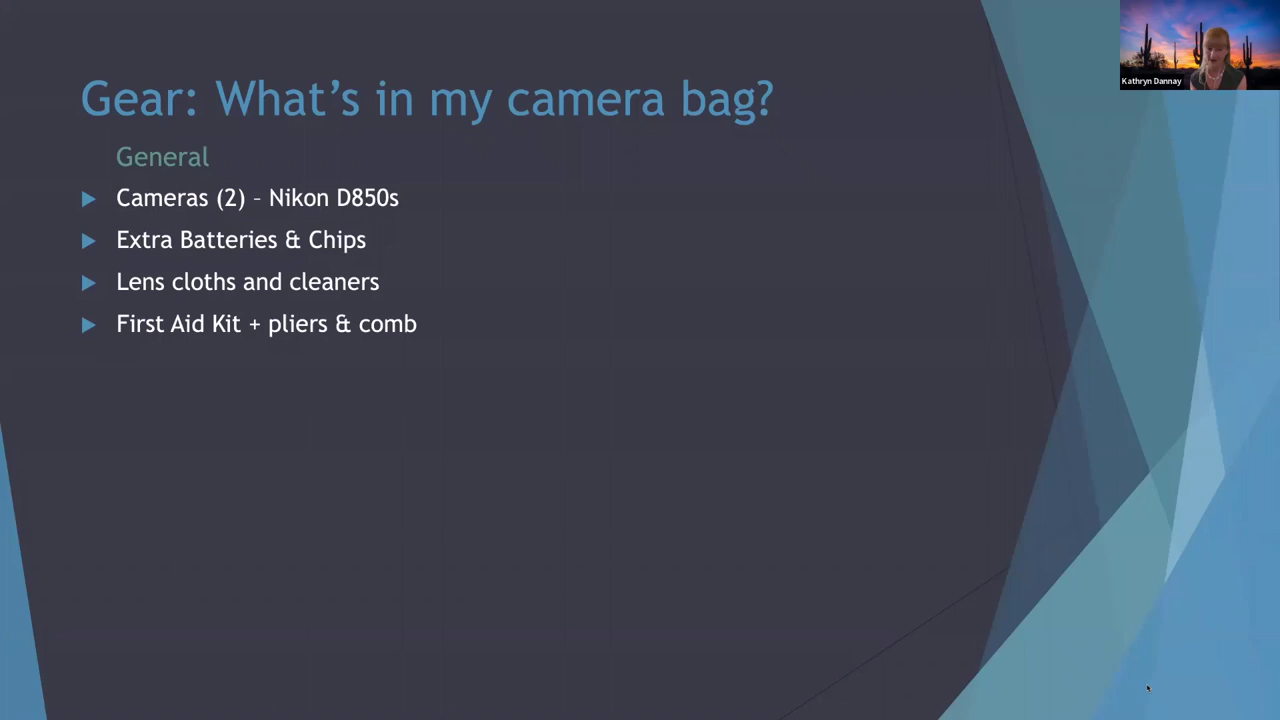 Gear: What's in my camera bag?
General
Cameras (2) – Nikon D850s
Extra Batteries & Chips
Lens cloths and cleaners
First Aid Kit + pliers & comb
Kathryn Dannay